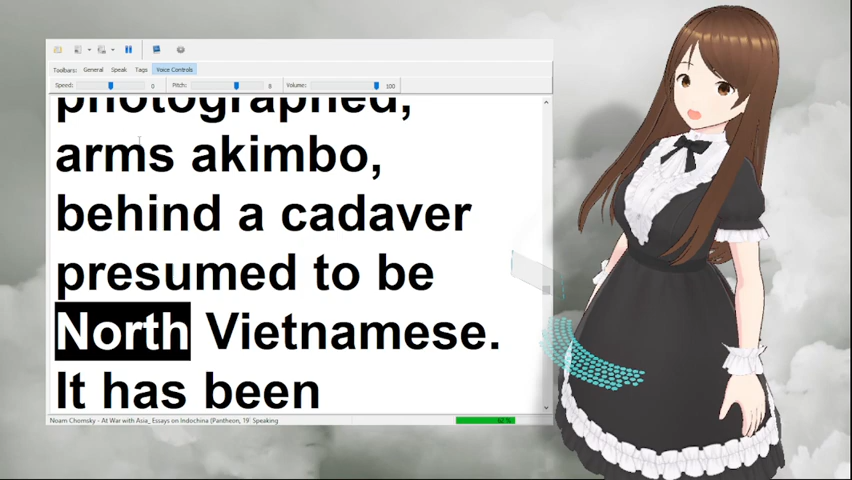 Toolbars: General Speak Tags Voice Controls
Speed: 0 Pitch: 8 Volume: 100
photographed,
arms akimbo,
behind a cadaver
presumed to be
North Vietnamese.
It has been
Noam Chomsky - At War with Asia_ Essays on Indochina (Pantheon, 19 Speaking 62 %